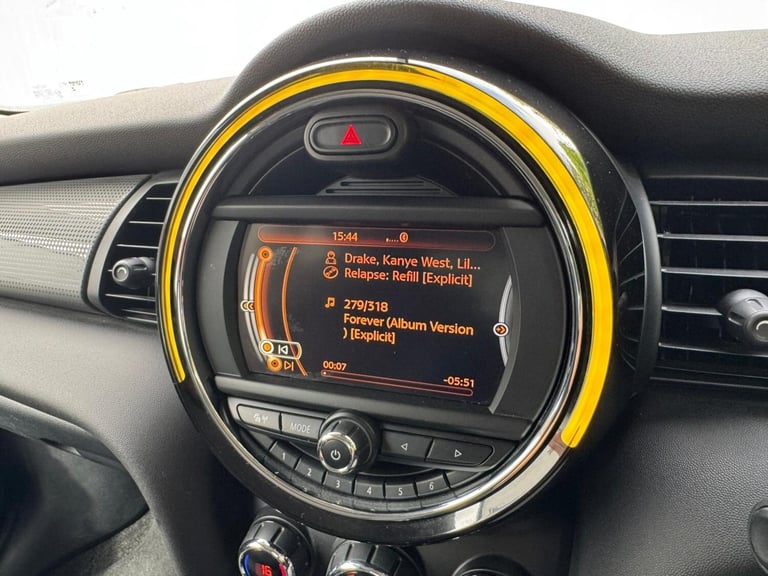 15:44
Drake, Kanye West, Lil...
Relapse: Refill [Explicit]
279/318
Forever (Album Version
) [Explicit]
00:07
-05:51
MODE
1
2
3
4
5
6
16